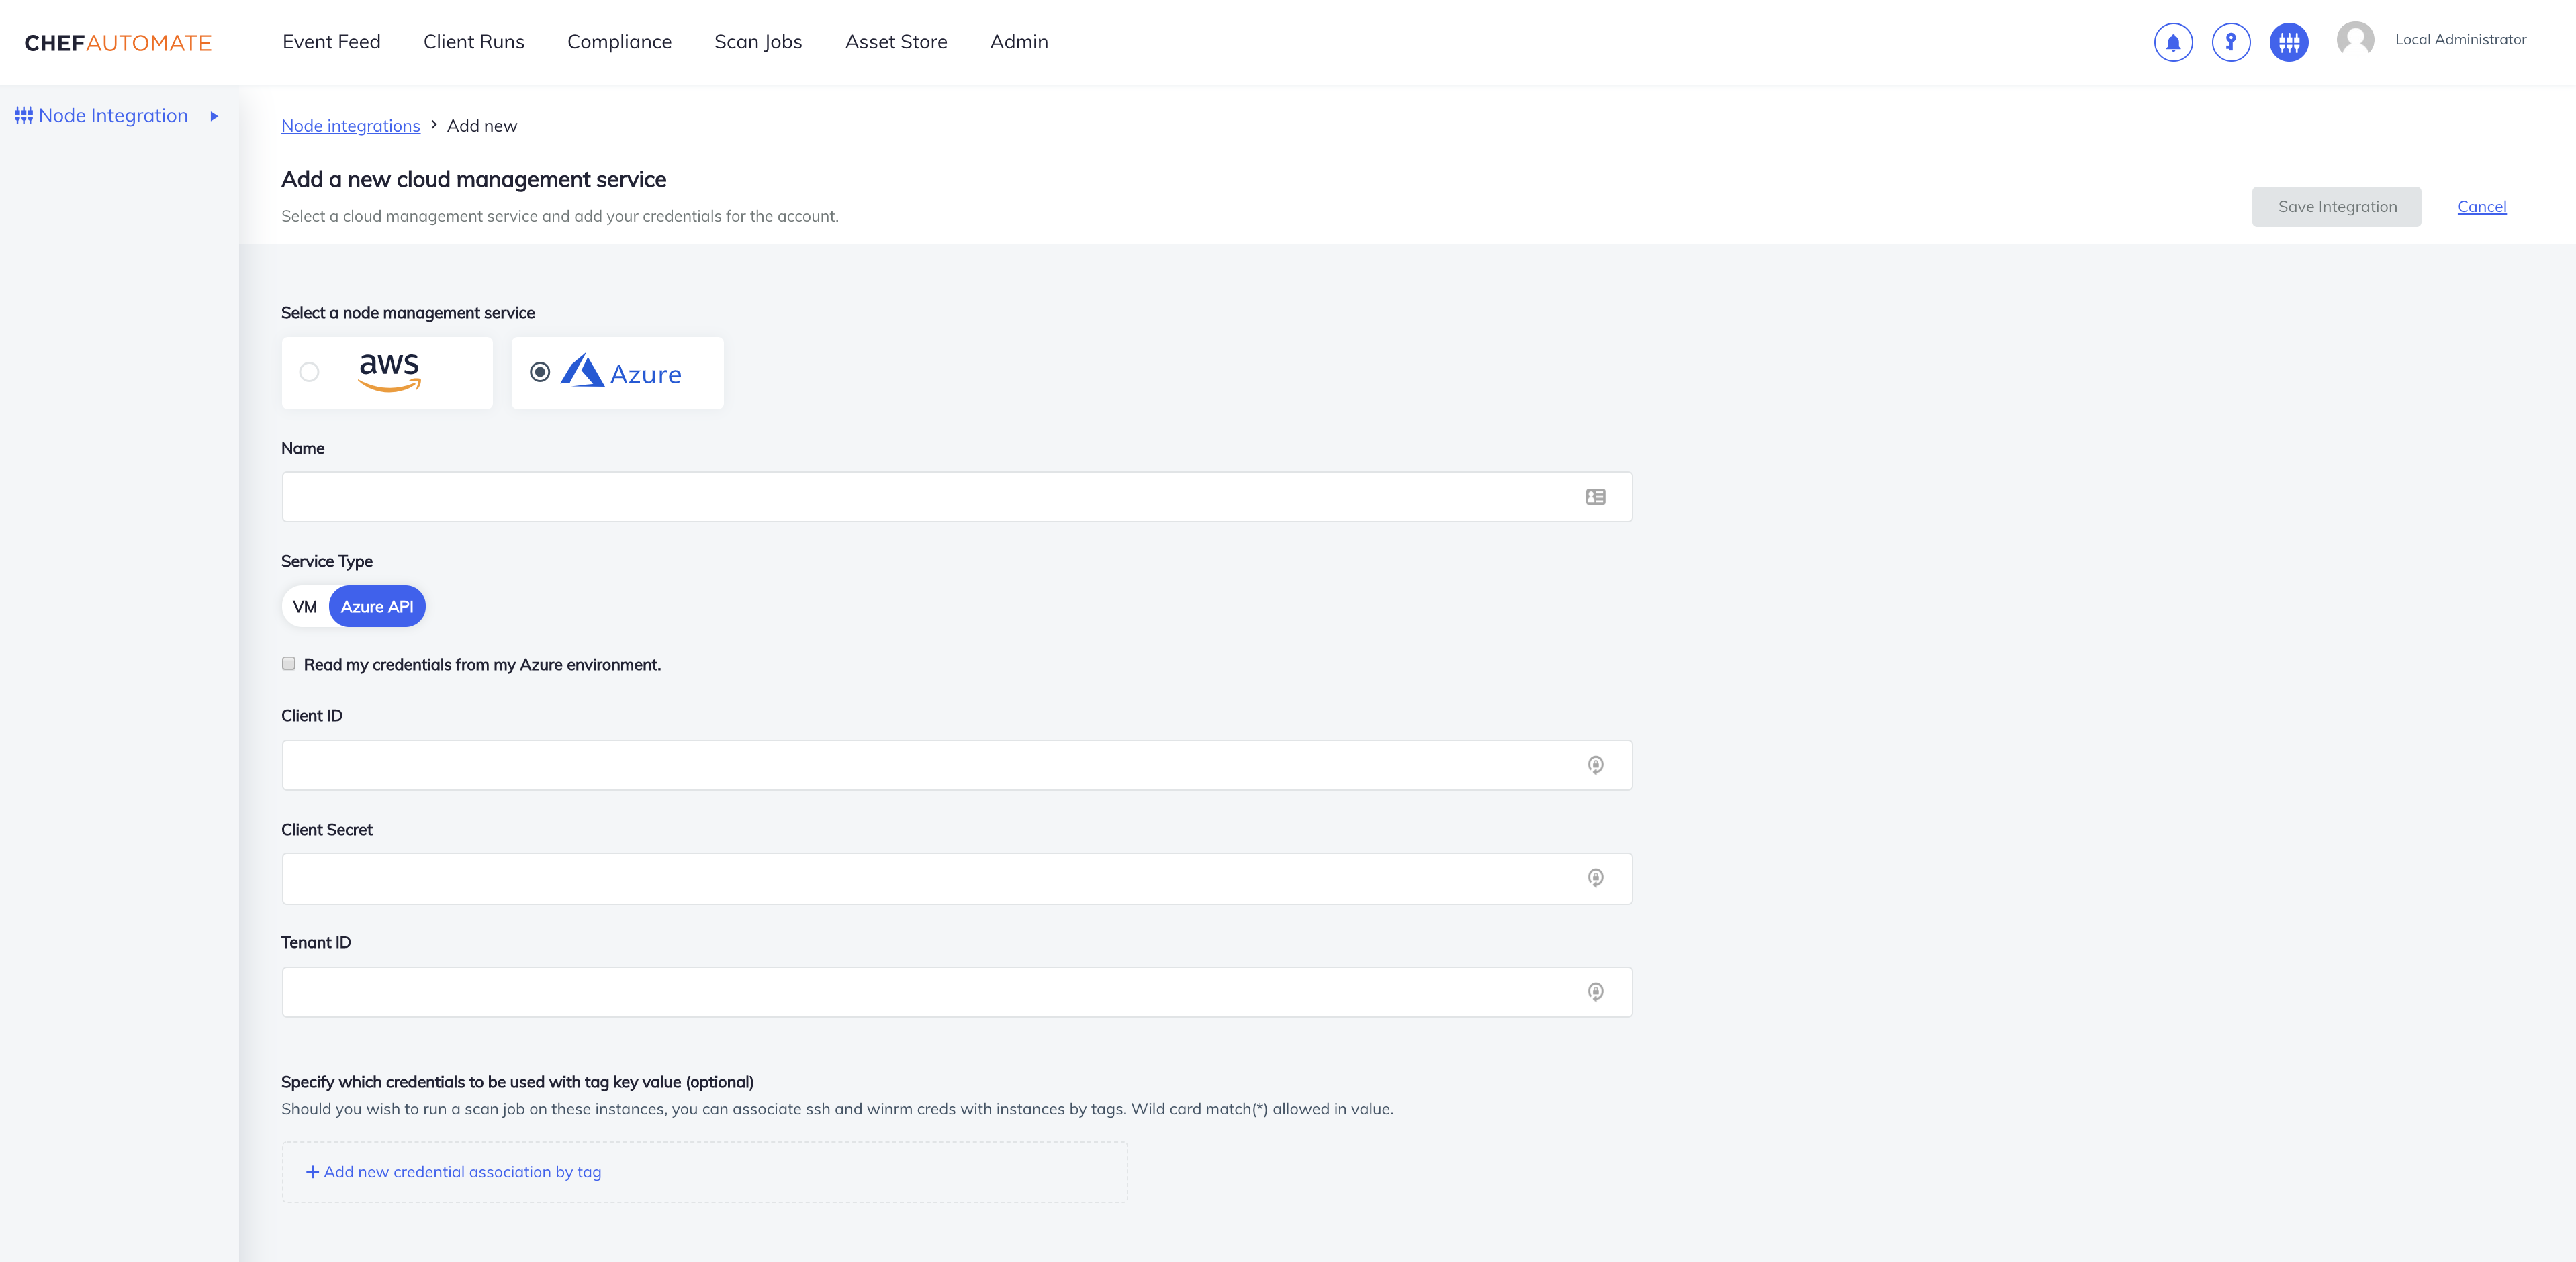 CHEFAUTOMATE Event Feed Client Runs Compliance Scan Jobs Asset Store Admin Local Administrator
Node Integration
Node integrations › Add new
Add a new cloud management service
Select a cloud management service and add your credentials for the account.
Save Integration Cancel
Select a node management service
aws Azure
Name
Service Type
VM Azure API
Read my credentials from my Azure environment.
Client ID
Client Secret
Tenant ID
Specify which credentials to be used with tag key value (optional)
Should you wish to run a scan job on these instances, you can associate ssh and winrm creds with instances by tags. Wild card match(*) allowed in value.
+ Add new credential association by tag